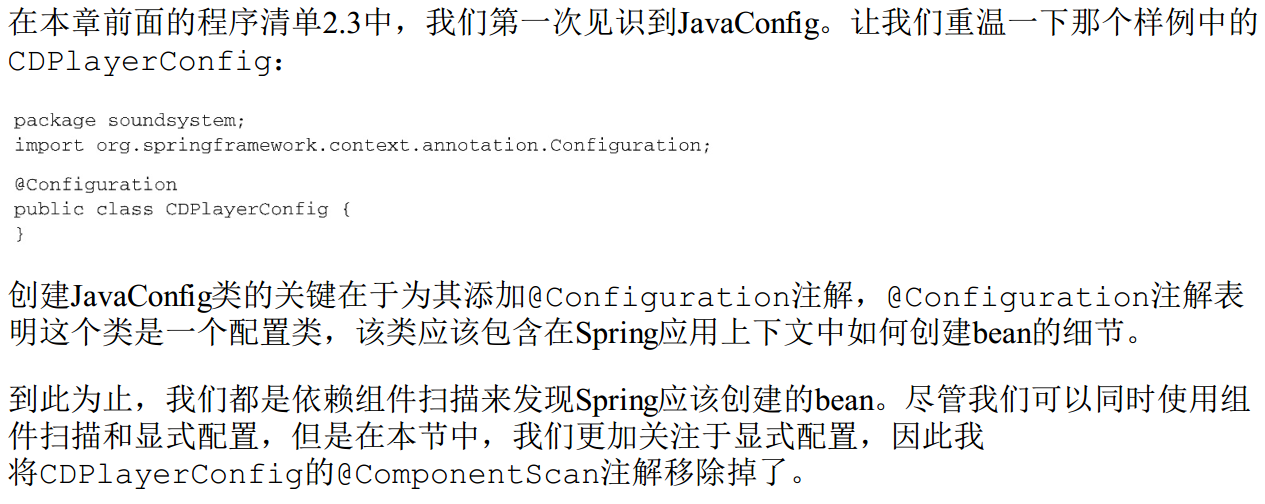 在本章前面的程序清单2.3中，我们第一次见识到JavaConfig。让我们重温一下那个样例中的
CDPlayerConfig：
package soundsystem;
import org.springframework.context.annotation.Configuration;
@Configuration
public class CDPlayerConfig {
}
创建JavaConfig类的关键在于为其添加@Configuration注解，@Configuration注解表
明这个类是一个配置类，该类应该包含在Spring应用上下文中如何创建bean的细节。
到此为止，我们都是依赖组件扫描来发现Spring应该创建的bean。尽管我们可以同时使用组
件扫描和显式配置，但是在本节中，我们更加关注于显式配置，因此我
将CDPlayerConfig的@ComponentScan注解移除掉了。